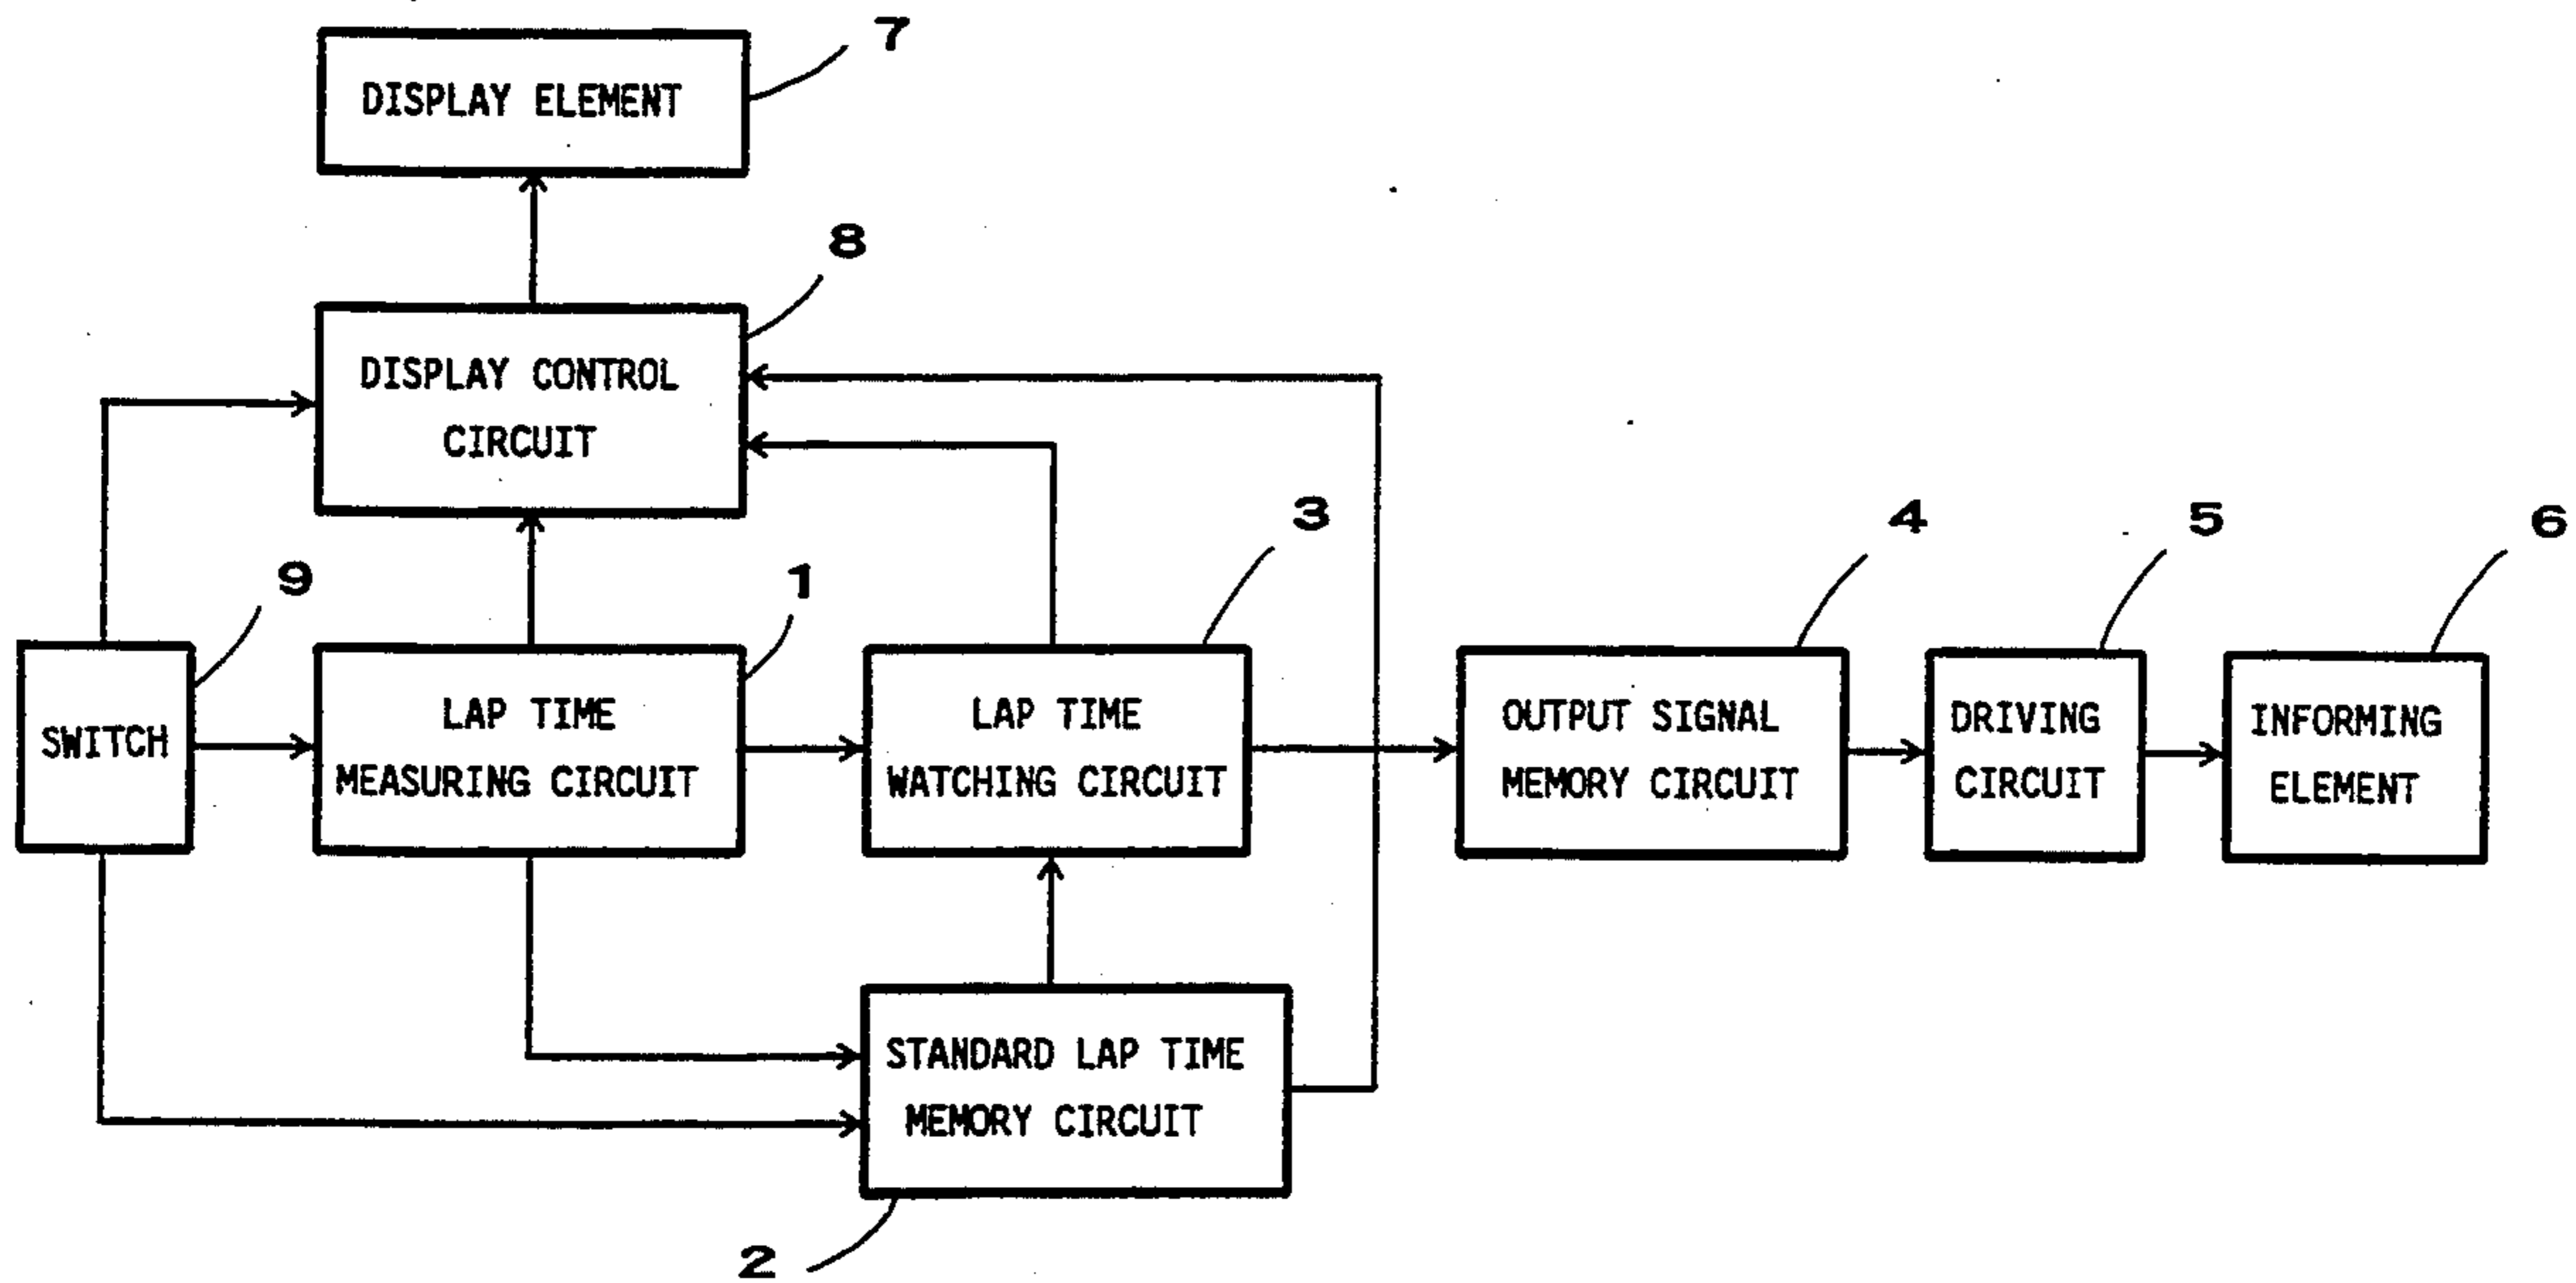 7
DISPLAY ELEMENT
8
DISPLAY CONTROL
CIRCUIT
3
4
5
6
9
1
SWITCH
LAP TIME
MEASURING CIRCUIT
LAP TIME
WATCHING CIRCUIT
OUTPUT SIGNAL
MEMORY CIRCUIT
DRIVING
CIRCUIT
INFORMING
ELEMENT
STANDARD LAP TIME
MEMORY CIRCUIT
2